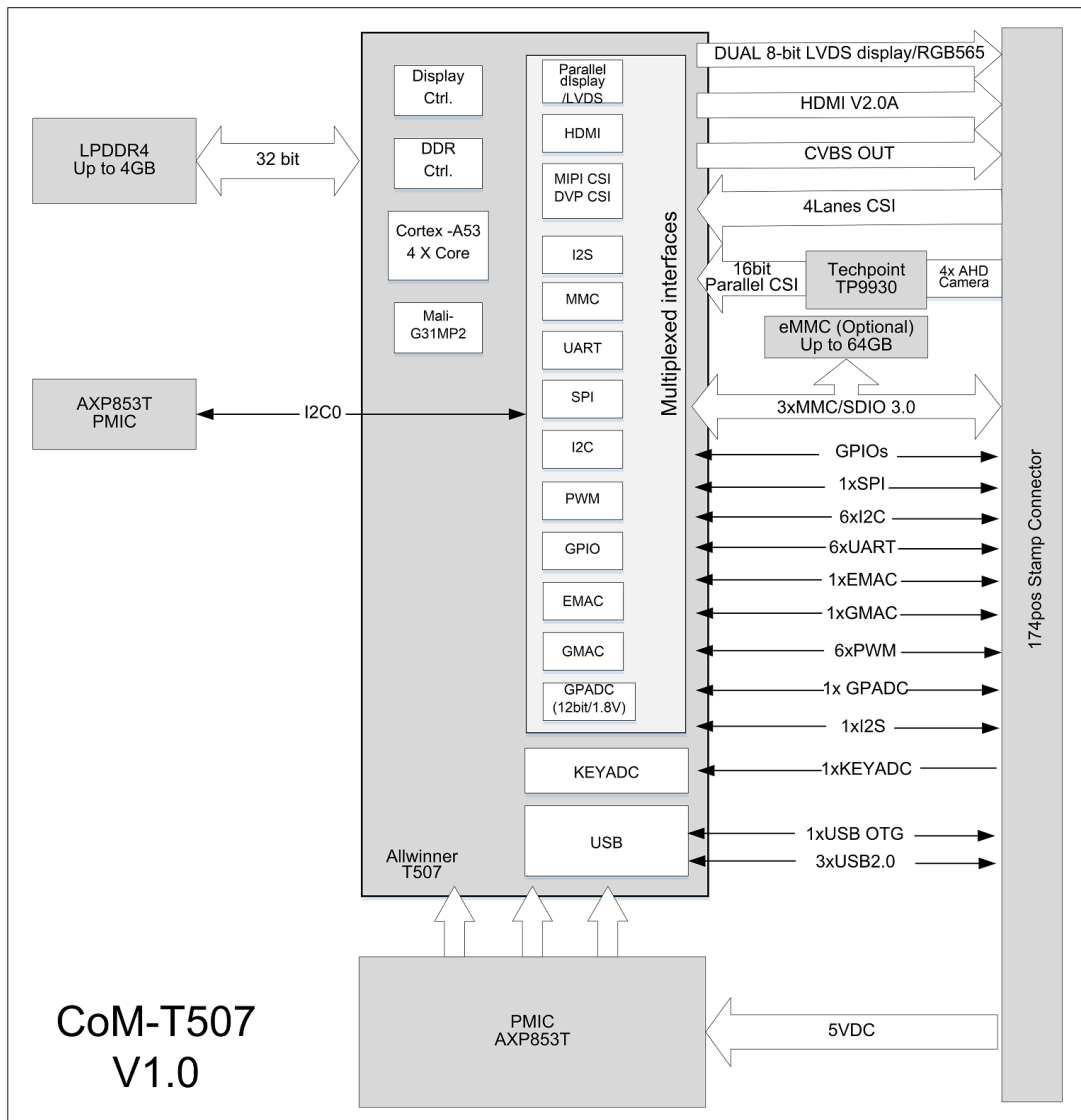 DUAL 8-bit LVDS display/RGB565
HDMI V2.0A
CVBS OUT
4Lanes CSI
16bit
Parallel CSI
Techpoint
TP9930
4x AHD
Camera
eMMC (Optional)
Up to 64GB
3xMMC/SDIO 3.0
GPIOs
1xSPI
6xI2C
6xUART
1xEMAC
1xGMAC
6xPWM
1x GPADC
1xI2S
1xKEYADC
1xUSB OTG
3xUSB2.0
5VDC
174pos Stamp Connector
Display
Ctrl.
DDR
Ctrl.
Cortex -A53
4 X Core
Mali-
G31MP2
Parallel
dIsplay
/LVDS
HDMI
MIPI CSI
DVP CSI
I2S
MMC
UART
SPI
I2C
PWM
GPIO
EMAC
GMAC
GPADC
(12bit/1.8V)
Multiplexed interfaces
KEYADC
USB
Allwinner
T507
LPDDR4
Up to 4GB
32 bit
AXP853T
PMIC
I2C0
PMIC
AXP853T
CoM-T507
V1.0